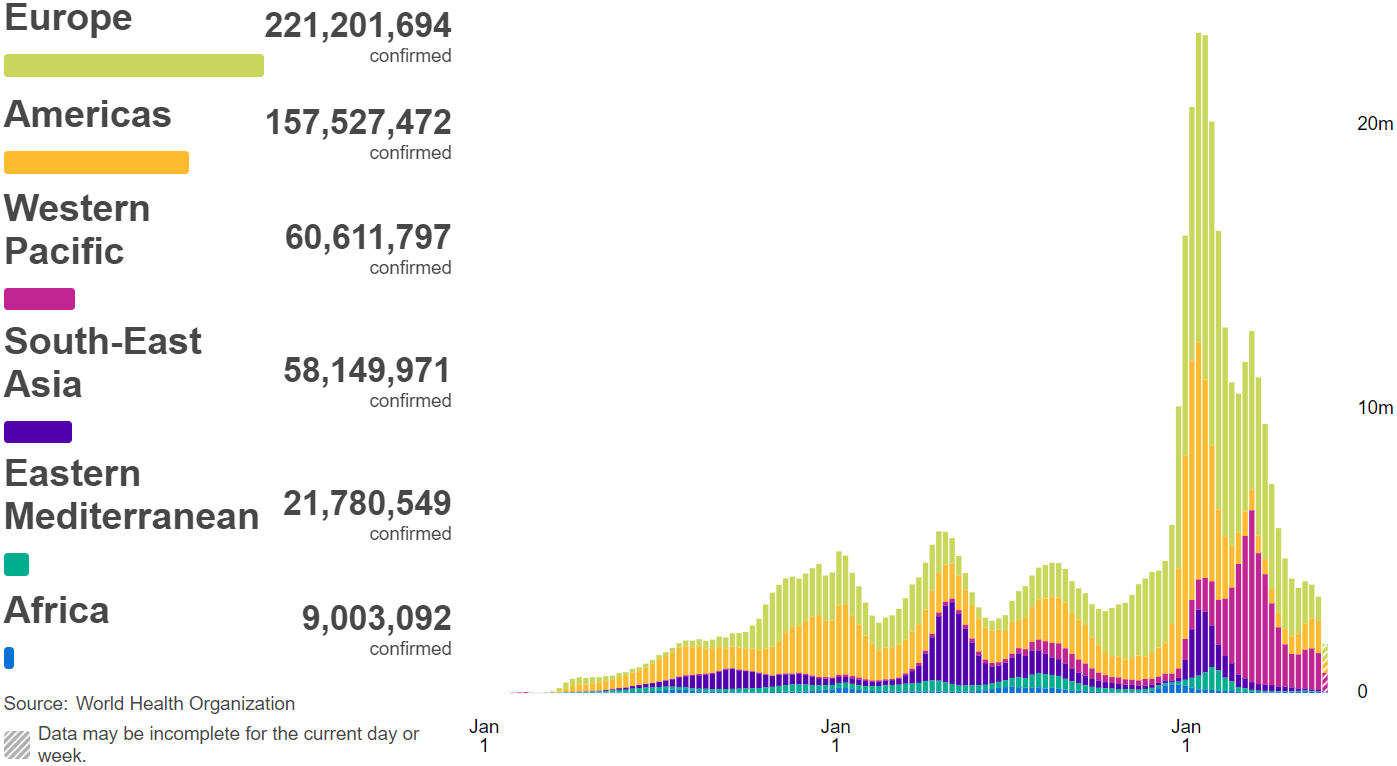 Europe
221,201,694
confirmed
Americas
157,527,472
confirmed
Western
Pacific
60,611,797
confirmed
South-East
Asia
58,149,971
confirmed
Eastern
Mediterranean
21,780,549
confirmed
Africa
9,003,092
confirmed
Source: World Health Organization
Data may be incomplete for the current day or
week.
20m
10m
0
Jan
1
Jan
1
Jan
1